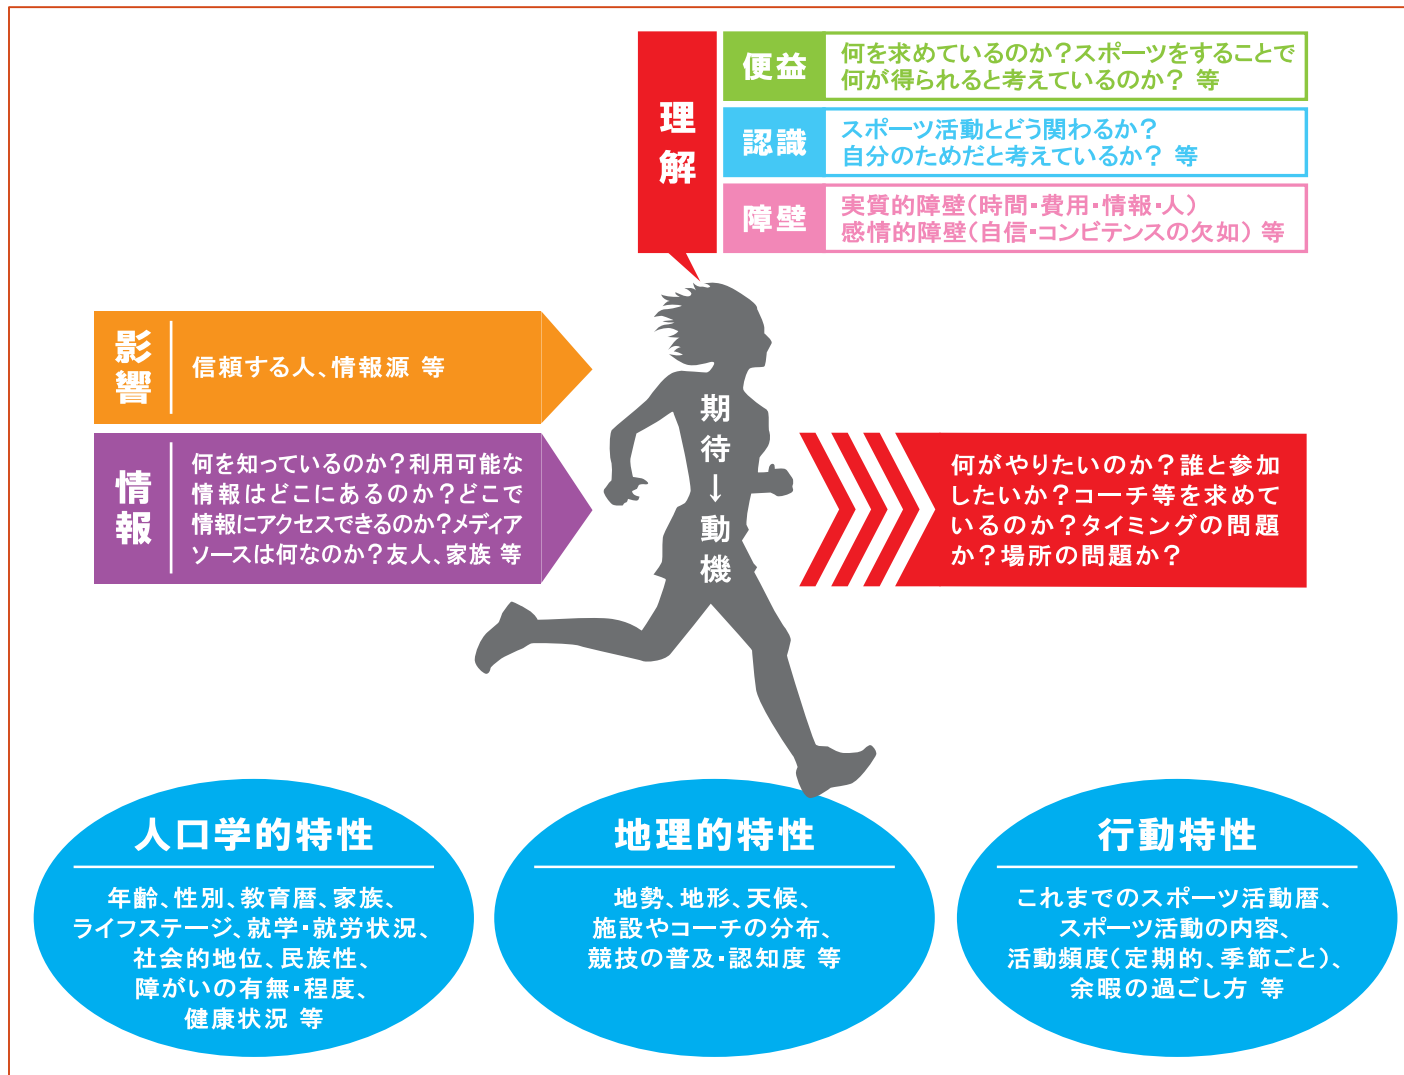 理解
便益
何を求めているのか？スポーツをすることで
何が得られると考えているのか？ 等
認識
スポーツ活動とどう関わるか？
自分のためだと考えているか？ 等
障壁
実質的障壁（時間・費用・情報・人）
感情的障壁（自信・コンピテンスの欠如） 等
影響
信頼する人、情報源 等
情報
何を知っているのか？利用可能な
情報はどこにあるのか？どこで
情報にアクセスできるのか？メディア
ソースは何なのか？友人、家族 等
期待→動機
何がやりたいのか？誰と参加
したいか？コーチ等を求めて
いるのか？タイミングの問題
か？場所の問題か？
人口学的特性
年齢、性別、教育暦、家族、
ライフステージ、就学・就労状況、
社会的地位、民族性、
障がいの有無・程度、
健康状況 等
地理的特性
地勢、地形、天候、
施設やコーチの分布、
競技の普及・認知度 等
行動特性
これまでのスポーツ活動暦、
スポーツ活動の内容、
活動頻度（定期的、季節ごと）、
余暇の過ごし方 等